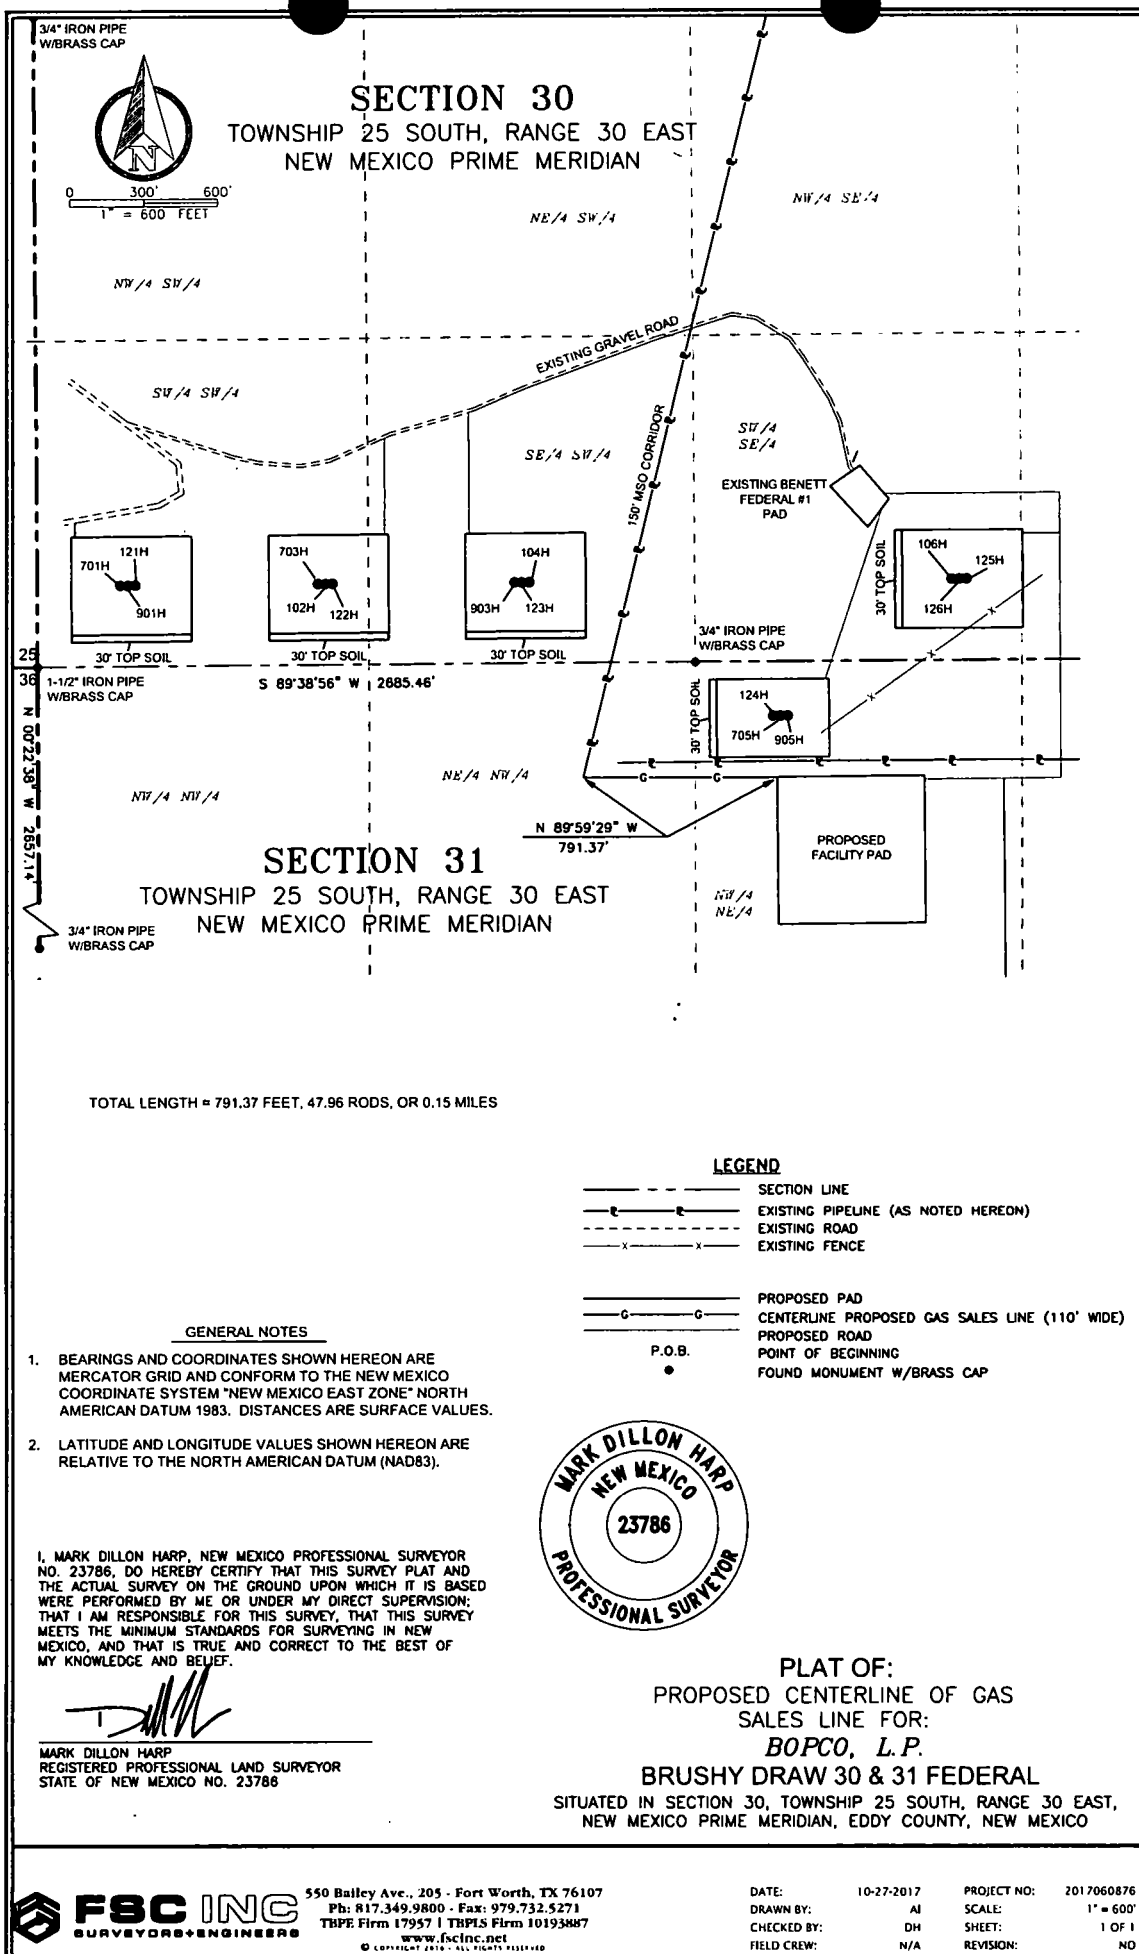 3/4" IRON PIPE
W/BRASS CAP
SECTION 30
TOWNSHIP 25 SOUTH, RANGE 30 EAST
NEW MEXICO PRIME MERIDIAN
N
0 300' 600'
1" = 600 FEET
NW/4 SE/4
NE/4 SW/4
NW/4 SW/4
EXISTING GRAVEL ROAD
SW/4 SW/4
150' MSO CORRIDOR
SW/4
SE/4
SE/4 SW/4
EXISTING BENETT
FEDERAL #1
PAD
121H
701H
901H
703H
102H
122H
104H
903H
123H
30' TOP SOIL
106H
125H
126H
30' TOP SOIL
30' TOP SOIL
30' TOP SOIL
3/4" IRON PIPE
W/BRASS CAP
25
36
1-1/2" IRON PIPE
W/BRASS CAP
S 89°38'56" W 2685.46'
30' TOP SOIL
124H
705H
905H
N 00°22'38" W 2657.14'
NW/4 NW/4
NE/4 NW/4
G G
N 89°59'29" W
791.37'
PROPOSED
FACILITY PAD
SECTION 31
TOWNSHIP 25 SOUTH, RANGE 30 EAST
NEW MEXICO PRIME MERIDIAN
NW/4
NE/4
3/4" IRON PIPE
W/BRASS CAP
TOTAL LENGTH = 791.37 FEET, 47.96 RODS, OR 0.15 MILES
LEGEND
SECTION LINE
EXISTING PIPELINE (AS NOTED HEREON)
EXISTING ROAD
X X EXISTING FENCE
PROPOSED PAD
G G CENTERLINE PROPOSED GAS SALES LINE (110' WIDE)
PROPOSED ROAD
P.O.B. POINT OF BEGINNING
FOUND MONUMENT W/BRASS CAP
GENERAL NOTES
1. BEARINGS AND COORDINATES SHOWN HEREON ARE
MERCATOR GRID AND CONFORM TO THE NEW MEXICO
COORDINATE SYSTEM "NEW MEXICO EAST ZONE" NORTH
AMERICAN DATUM 1983. DISTANCES ARE SURFACE VALUES.
2. LATITUDE AND LONGITUDE VALUES SHOWN HEREON ARE
RELATIVE TO THE NORTH AMERICAN DATUM (NAD83).
MARK DILLON HARP
NEW MEXICO
23786
PROFESSIONAL SURVEYOR
I, MARK DILLON HARP, NEW MEXICO PROFESSIONAL SURVEYOR
NO. 23786, DO HEREBY CERTIFY THAT THIS SURVEY PLAT AND
THE ACTUAL SURVEY ON THE GROUND UPON WHICH IT IS BASED
WERE PERFORMED BY ME OR UNDER MY DIRECT SUPERVISION;
THAT I AM RESPONSIBLE FOR THIS SURVEY, THAT THIS SURVEY
MEETS THE MINIMUM STANDARDS FOR SURVEYING IN NEW
MEXICO, AND THAT IS TRUE AND CORRECT TO THE BEST OF
MY KNOWLEDGE AND BELIEF.
MARK DILLON HARP
REGISTERED PROFESSIONAL LAND SURVEYOR
STATE OF NEW MEXICO NO. 23786
PLAT OF:
PROPOSED CENTERLINE OF GAS
SALES LINE FOR:
BOPCO, L.P.
BRUSHY DRAW 30 & 31 FEDERAL
SITUATED IN SECTION 30, TOWNSHIP 25 SOUTH, RANGE 30 EAST,
NEW MEXICO PRIME MERIDIAN, EDDY COUNTY, NEW MEXICO
FSC INC
SURVEYORS+ENGINEERS
550 Bailey Ave., 205 - Fort Worth, TX 76107
Ph: 817.349.9800 - Fax: 979.732.5271
TBPE Firm 17957 | TBPLS Firm 10193887
www.fscinc.net
© COPYRIGHT 2016 - ALL RIGHTS RESERVED
DATE: 10-27-2017 PROJECT NO: 2017060876
DRAWN BY: AI SCALE: 1" = 600'
CHECKED BY: DH SHEET: 1 OF 1
FIELD CREW: N/A REVISION: NO